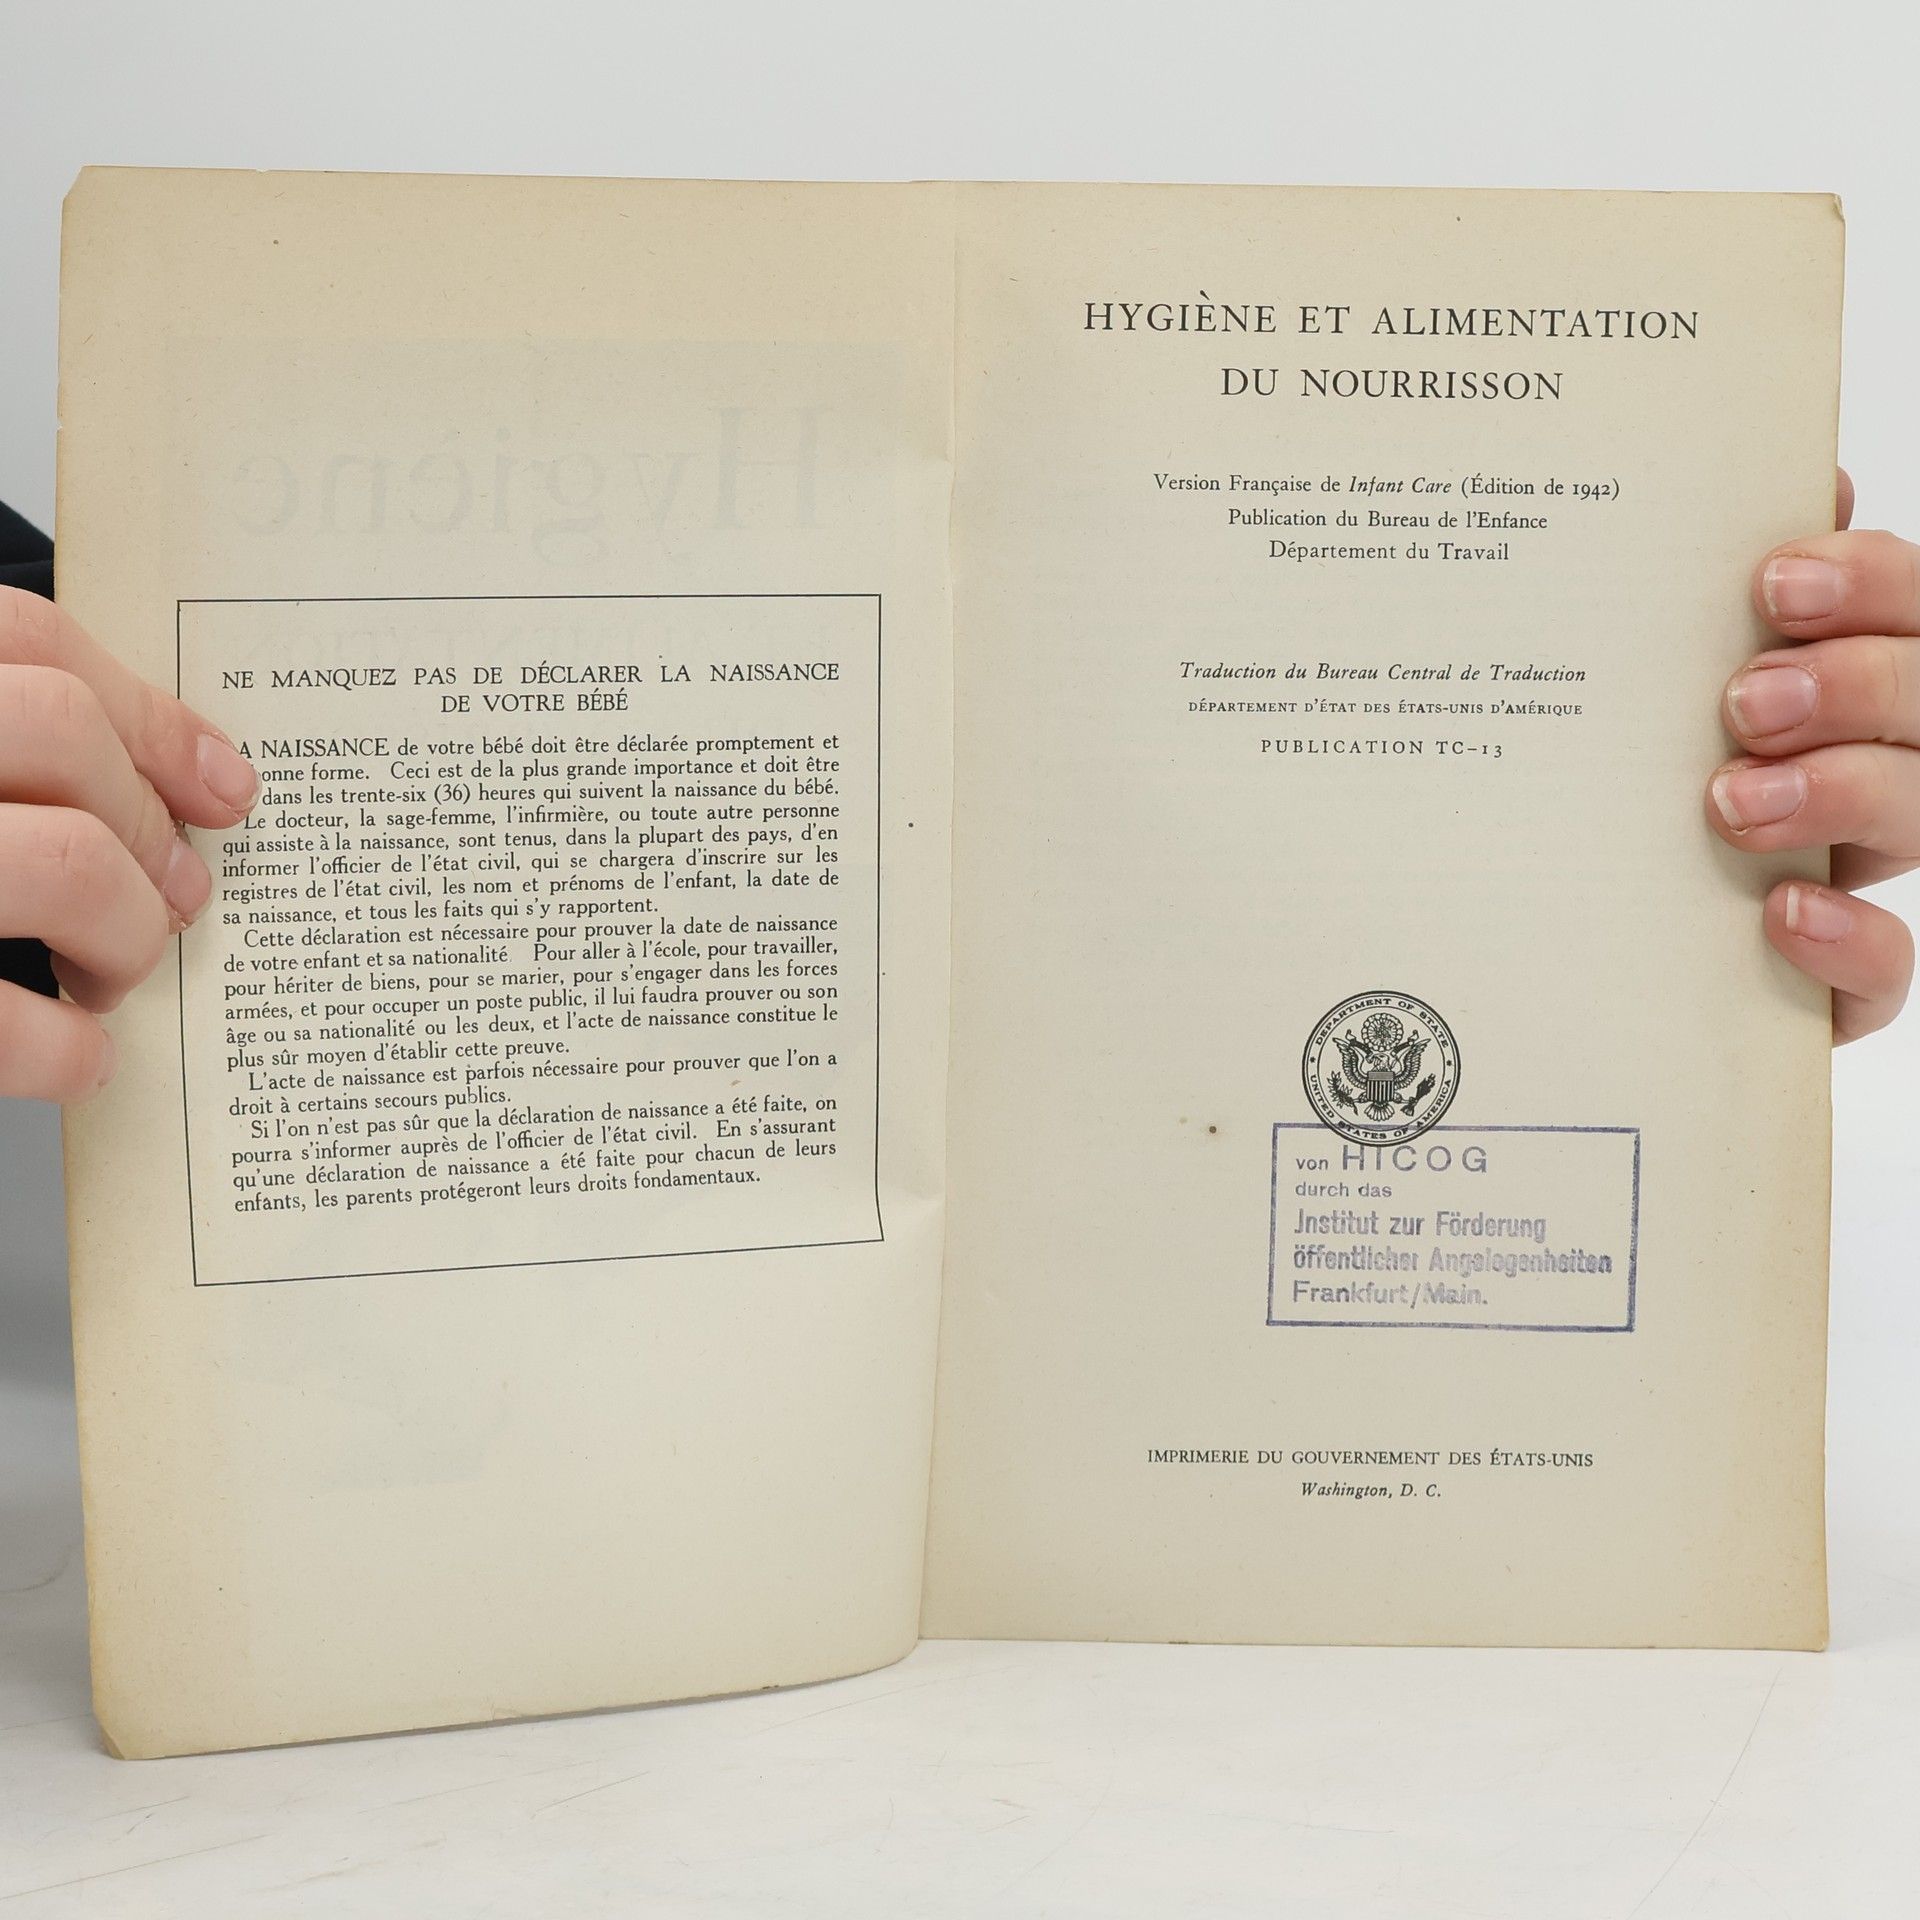 NE MANQUEZ PAS DE DÉCLARER LA NAISSANCE
DE VOTRE BÉBÉ
A NAISSANCE de votre bébé doit être déclarée promptement et
onne forme. Ceci est de la plus grande importance et doit être
dans les trente-six (36) heures qui suivent la naissance du bébé.
Le docteur, la sage-femme, l'infirmière, ou toute autre personne
qui assiste à la naissance, sont tenus, dans la plupart des pays, d'en
informer l'officier de l'état civil, qui se chargera d'inscrire sur les
registres de l'état civil, les nom et prénoms de l'enfant, la date de
sa naissance, et tous les faits qui s'y rapportent.
Cette déclaration est nécessaire pour prouver la date de naissance
de votre enfant et sa nationalité. Pour aller à l'école, pour travailler,
pour hériter de biens, pour se marier, pour s'engager dans les forces
armées, et pour occuper un poste public, il lui faudra prouver ou son
âge ou sa nationalité ou les deux, et l'acte de naissance constitue le
plus sûr moyen d'établir cette preuve.
L'acte de naissance est parfois nécessaire pour prouver que l'on a
droit à certains secours publics.
Si l'on n'est pas sûr que la déclaration de naissance a été faite, on
pourra s'informer auprès de l'officier de l'état civil. En s'assurant
qu'une déclaration de naissance a été faite pour chacun de leurs
enfants, les parents protégeront leurs droits fondamentaux.
HYGIÈNE ET ALIMENTATION
DU NOURRISSON
Version Française de Infant Care (Édition de 1942)
Publication du Bureau de l'Enfance
Département du Travail
Traduction du Bureau Central de Traduction
DÉPARTEMENT D'ÉTAT DES ÉTATS-UNIS D'AMÉRIQUE
PUBLICATION TC-13
DEPARTMENT OF STATE
UNITED STATES OF AMERICA
von HICOG
durch das
Jnstitut zur Förderung
öffentlicher Angelegenheiten
Frankfurt/Main.
IMPRIMERIE DU GOUVERNEMENT DES ÉTATS-UNIS
Washington, D. C.